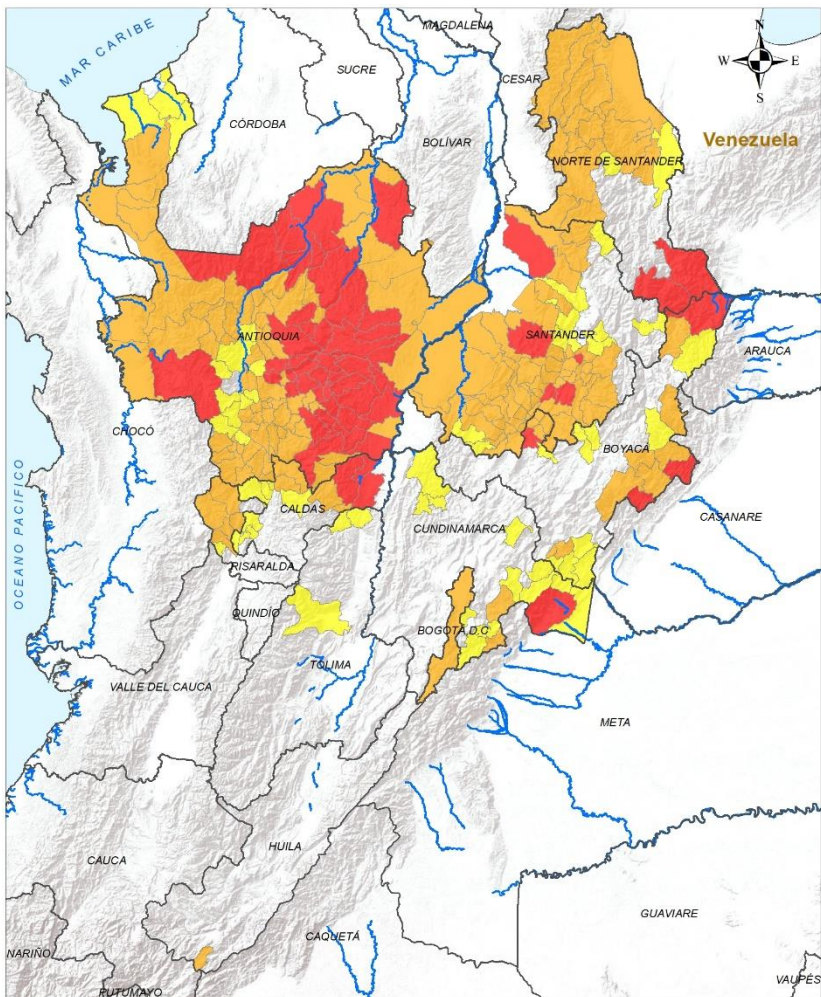 MAGDALENA
N
W E
S
MAR CARIBE
SUCRE
CESAR
CÓRDOBA
BOLÍVAR
Venezuela
NORTE DE SANTANDER
ANTIOQUIA
SANTANDER
ARAUCA
CHOCÓ
BOYACÁ
OCEANO PACIFICO
CALDAS
CUNDINAMARCA
CASANARE
RISARALDA
QUINDÍO
BOGOTÁ D.C
TOLIMA
VALLE DEL CAUCA
META
HUILA
CAUCA
GUAVIARE
NARIÑO
CAQUETÁ
PUTUMAYO
VAUPÉS